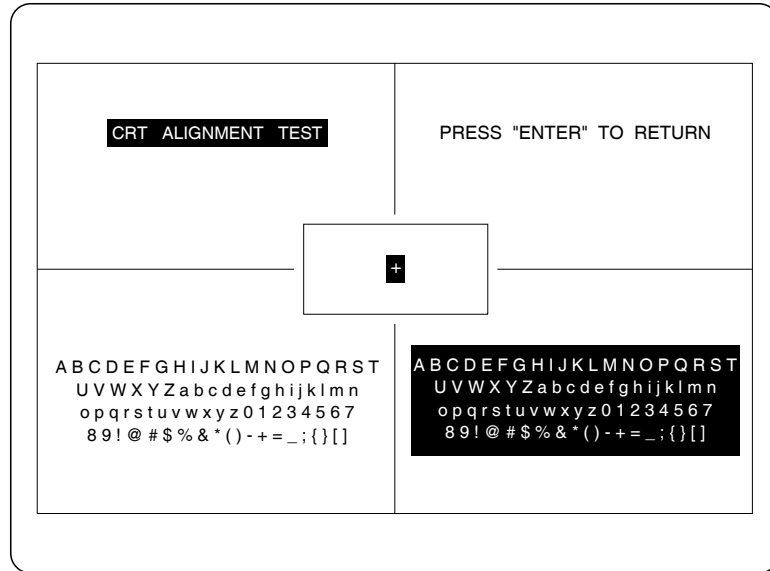 CRT ALIGNMENT TEST
PRESS "ENTER" TO RETURN
+
A B C D E F G H I J K L M N O P Q R S T
U V W X Y Z a b c d e f g h i j k l m n
o p q r s t u v w x y z 0 1 2 3 4 5 6 7
8 9 ! @ # $ % & * ( ) - + = _ ; { } [ ]
A B C D E F G H I J K L M N O P Q R S T
U V W X Y Z a b c d e f g h i j k l m n
o p q r s t u v w x y z 0 1 2 3 4 5 6 7
8 9 ! @ # $ % & * ( ) - + = _ ; { } [ ]